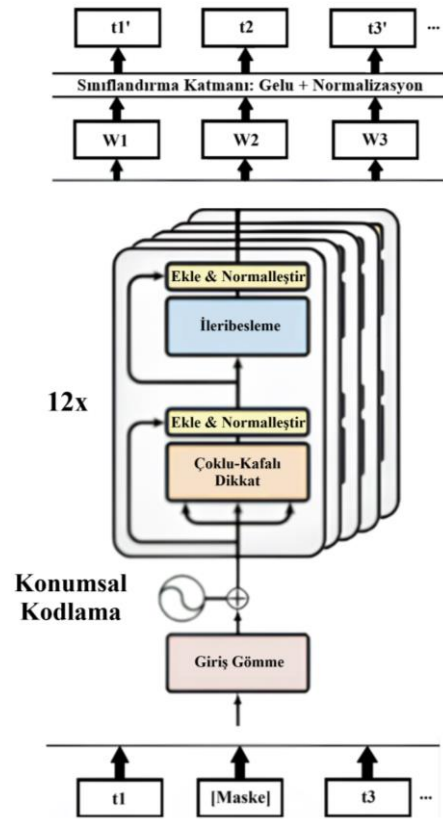 t1' t2 t3' ...
Sınıflandırma Katmanı: Gelu + Normalizasyon
W1 W2 W3
Ekle & Normalleştir
İleribesleme
12x
Ekle & Normalleştir
Çoklu-Kafalı
Dikkat
Konumsal
Kodlama
Giriş Gömme
t1 [Maske] t3 ...